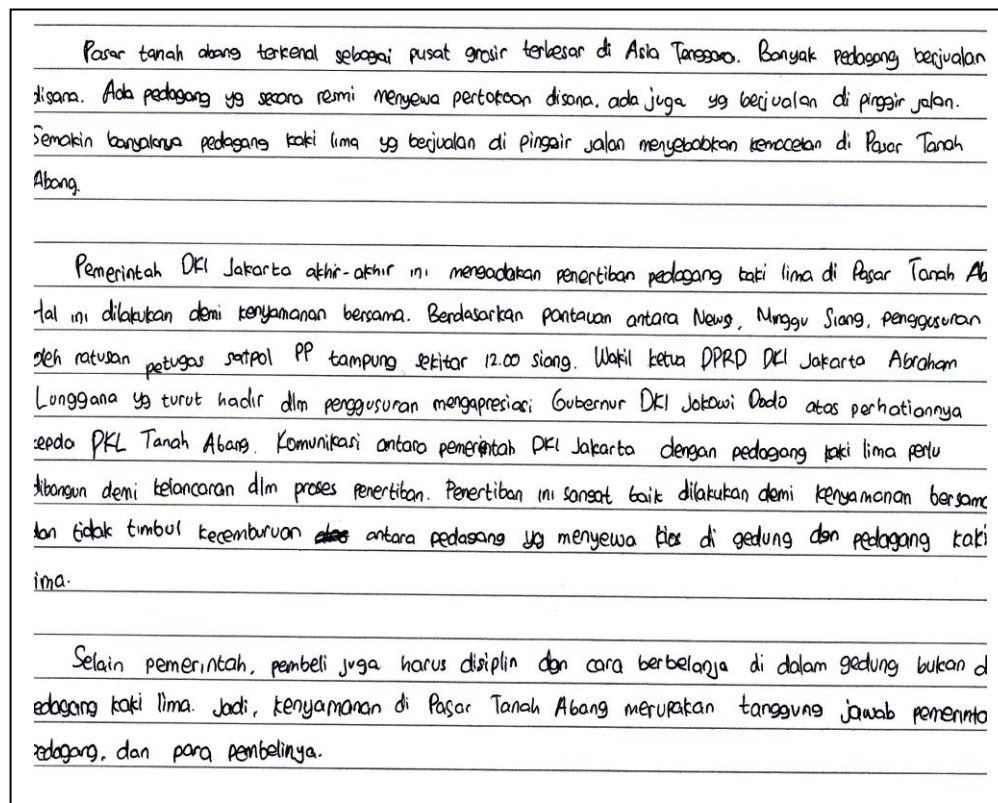 Pasar tanah abang terkenal sebagai pusat grosir terbesar di Asia Tenggara. Banyak pedagang berjualan
disana. Ada pedagang yg secara resmi menyewa pertokoan disana, ada juga yg berjualan di pinggir jalan.
Semakin banyaknya pedagang kaki lima yg berjualan di pinggir jalan menyebabkan kemacetan di Pasar Tanah
Abang.
Pemerintah DKI Jakarta akhir-akhir ini mengadakan penertiban pedagang kaki lima di Pasar Tanah Ab
Hal ini dilakukan demi kenyamanan bersama. Berdasarkan pantauan antara News, Minggu Siang, penggusuran
oleh ratusan petugas satpol PP tampung sekitar 12.00 siang. Wakil ketua DPRD DKI Jakarta Abraham
Lunggana yg turut hadir dlm penggusuran mengapresiasi Gubernur DKI Jokowi Dodo atas perhatiannya
kepda PKL Tanah Abang. Komunikasi antara pemerintah DKI Jakarta dengan pedagang kaki lima perlu
dibangun demi kelancaran dlm proses penertiban. Penertiban ini sangat baik dilakukan demi kenyamanan bersama
dan tidak timbul kecemburuan antara pedagang yg menyewa kios di gedung dan pedagang kaki
lima.
Selain pemerintah, pembeli juga harus disiplin dgn cara berbelanja di dalam gedung bukan d
pedagang kaki lima. Jadi, kenyamanan di Pasar Tanah Abang merupakan tanggung jawab pemerinta
pedagang, dan para pembelinya.